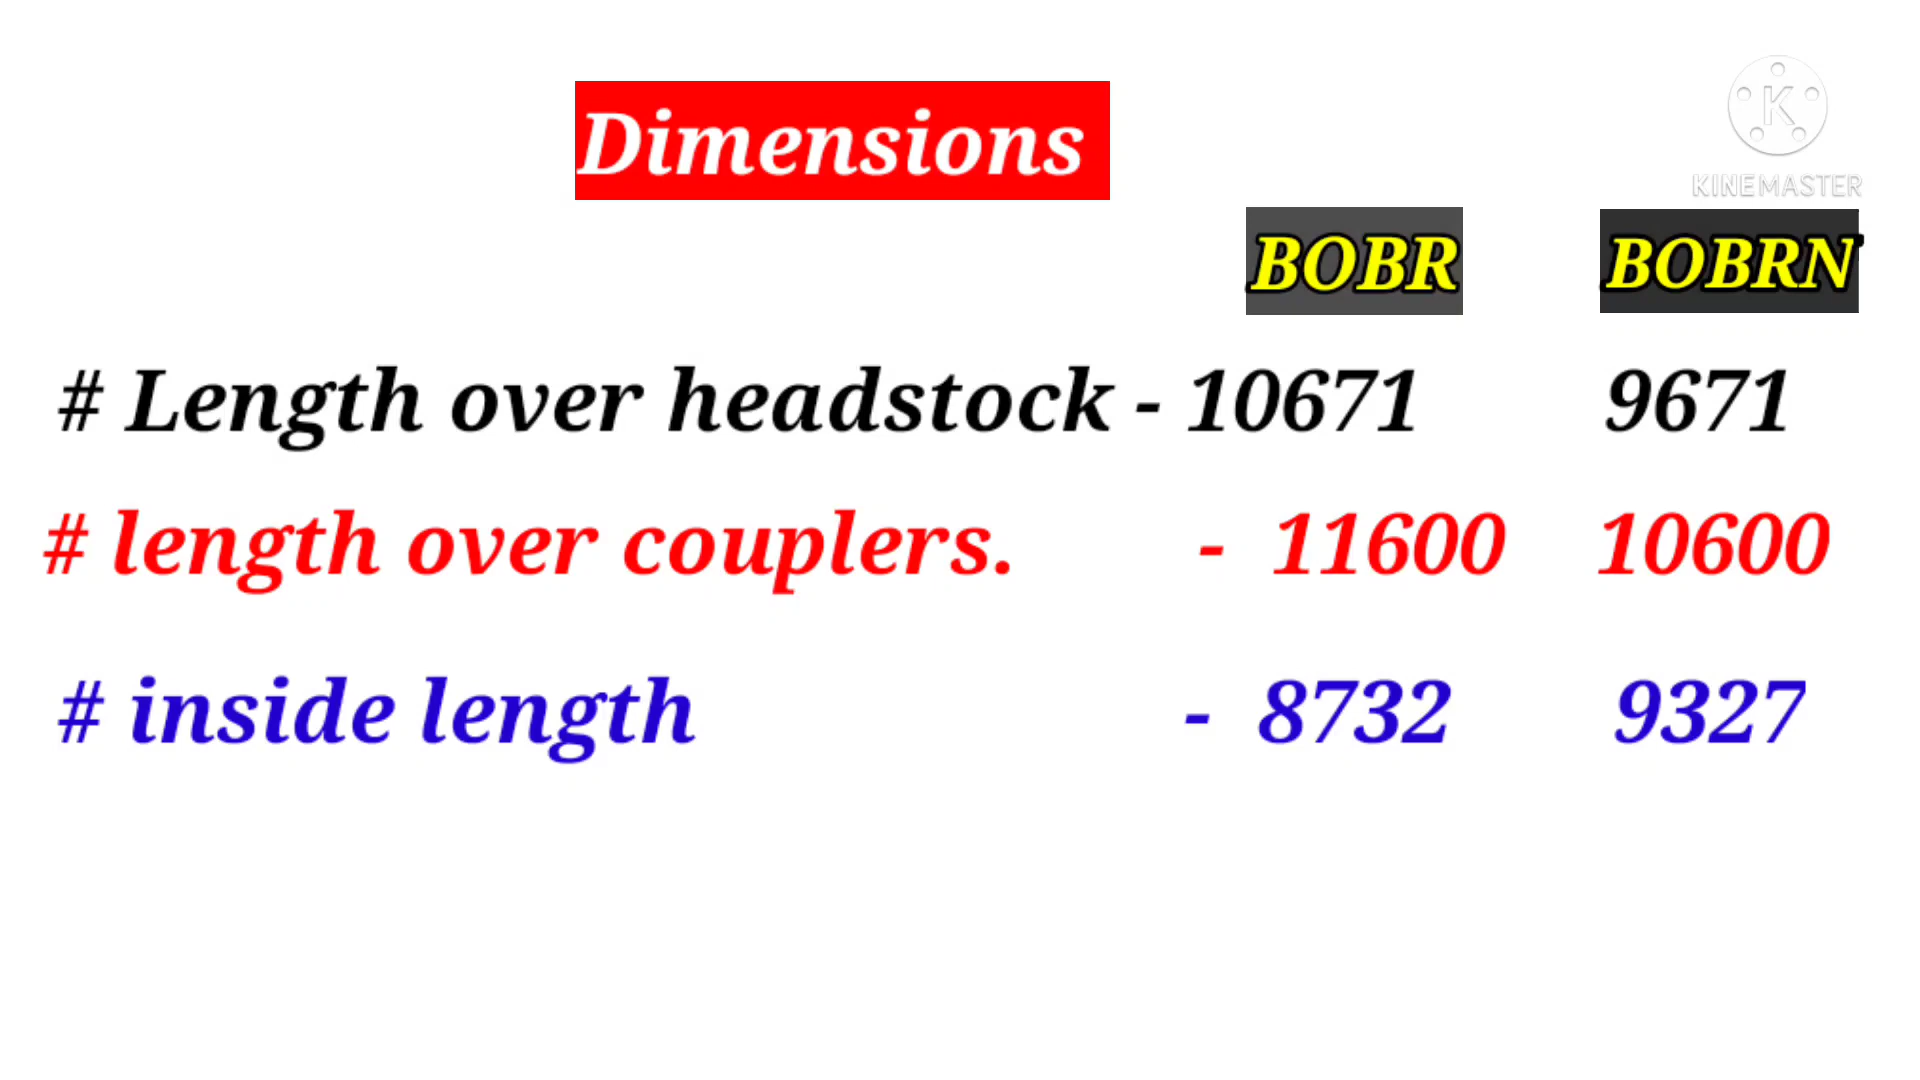 Dimensions
K
KINEMASTER
BOBR BOBRN
# Length over headstock - 10671 9671
# length over couplers. - 11600 10600
# inside length - 8732 9327